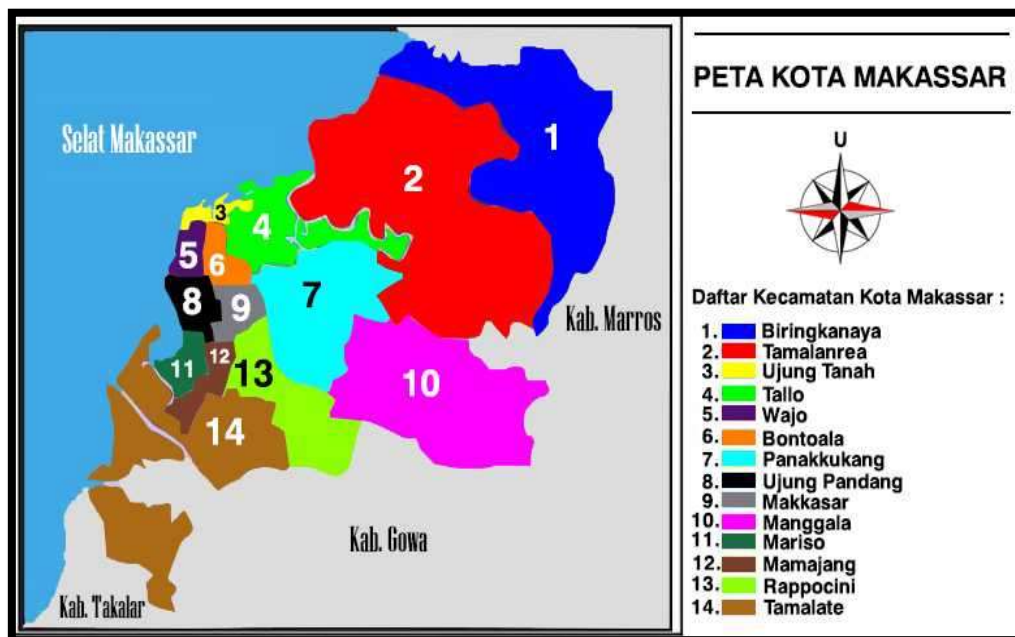 Selat Makassar
1
2
3
4
5
6
7
8
9
10
11
12
13
14
Kab. Marros
Kab. Gowa
Kab. Takalar
PETA KOTA MAKASSAR
U
Daftar Kecamatan Kota Makassar :
1. Biringkanaya
2. Tamalanrea
3. Ujung Tanah
4. Tallo
5. Wajo
6. Bontoala
7. Panakkukang
8. Ujung Pandang
9. Makkasar
10. Manggala
11. Mariso
12. Mamajang
13. Rappocini
14. Tamalate